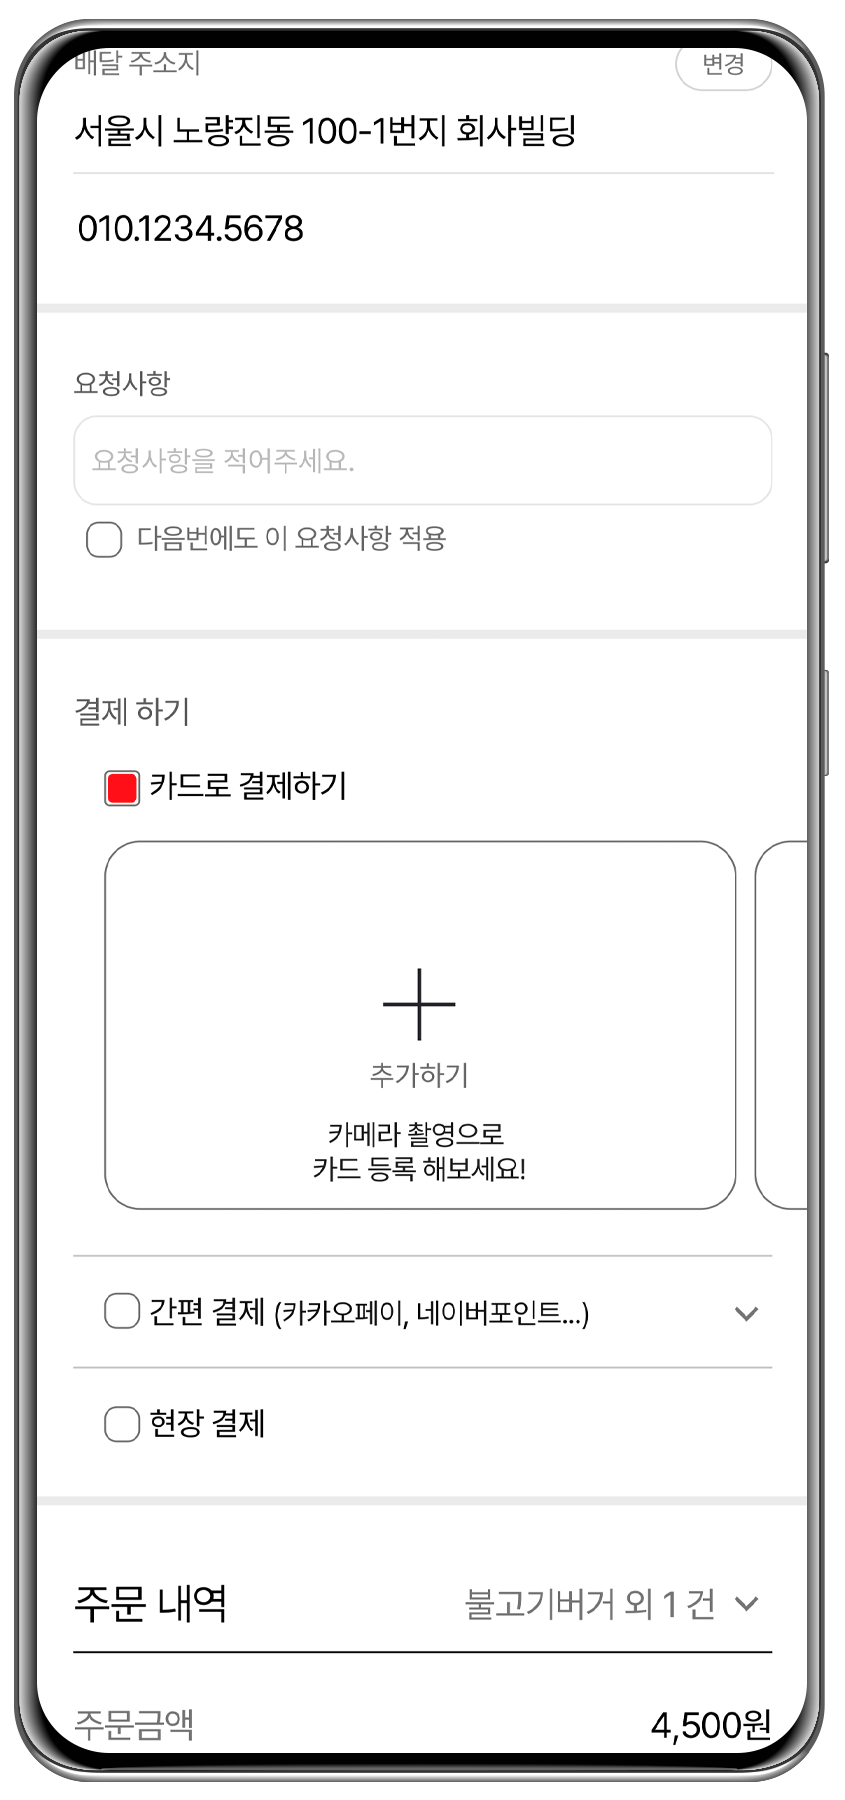 배달 주소지
변경
서울시 노량진동 100-1번지 회사빌딩
010.1234.5678
요청사항
요청사항을 적어주세요.
다음번에도 이 요청사항 적용
결제 하기
카드로 결제하기
추가하기
카메라 촬영으로
카드 등록 해보세요!
간편 결제 (카카오페이, 네이버포인트...)
현장 결제
주문 내역
불고기버거 외 1 건
주문금액
4,500원